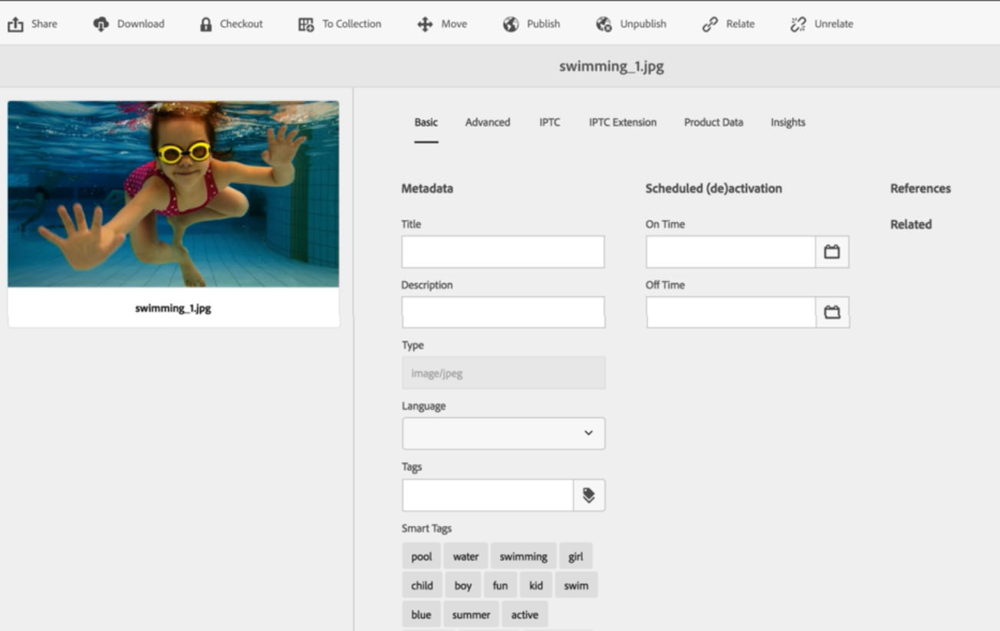 Share Download Checkout To Collection Move Publish Unpublish Relate Unrelate
swimming_1.jpg
swimming_1.jpg
Basic Advanced IPTC IPTC Extension Product Data Insights
Metadata
Title
Description
Type
image/jpeg
Language
Tags
Smart Tags
pool water swimming girl
child boy fun kid swim
blue summer active
Scheduled (de)activation
On Time
Off Time
References
Related